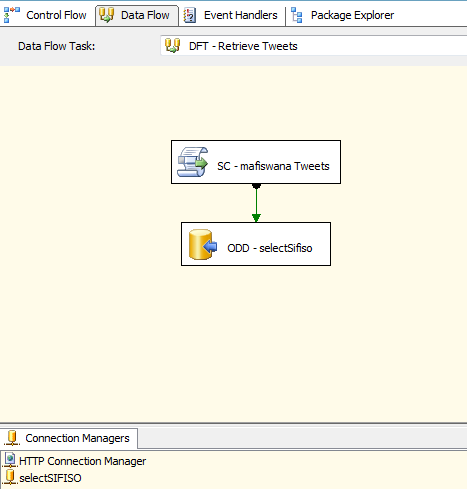 Control Flow Data Flow Event Handlers Package Explorer
Data Flow Task: DFT - Retrieve Tweets
SC - mafiswana Tweets
ODD - selectSifiso
Connection Managers
HTTP Connection Manager
selectSIFISO